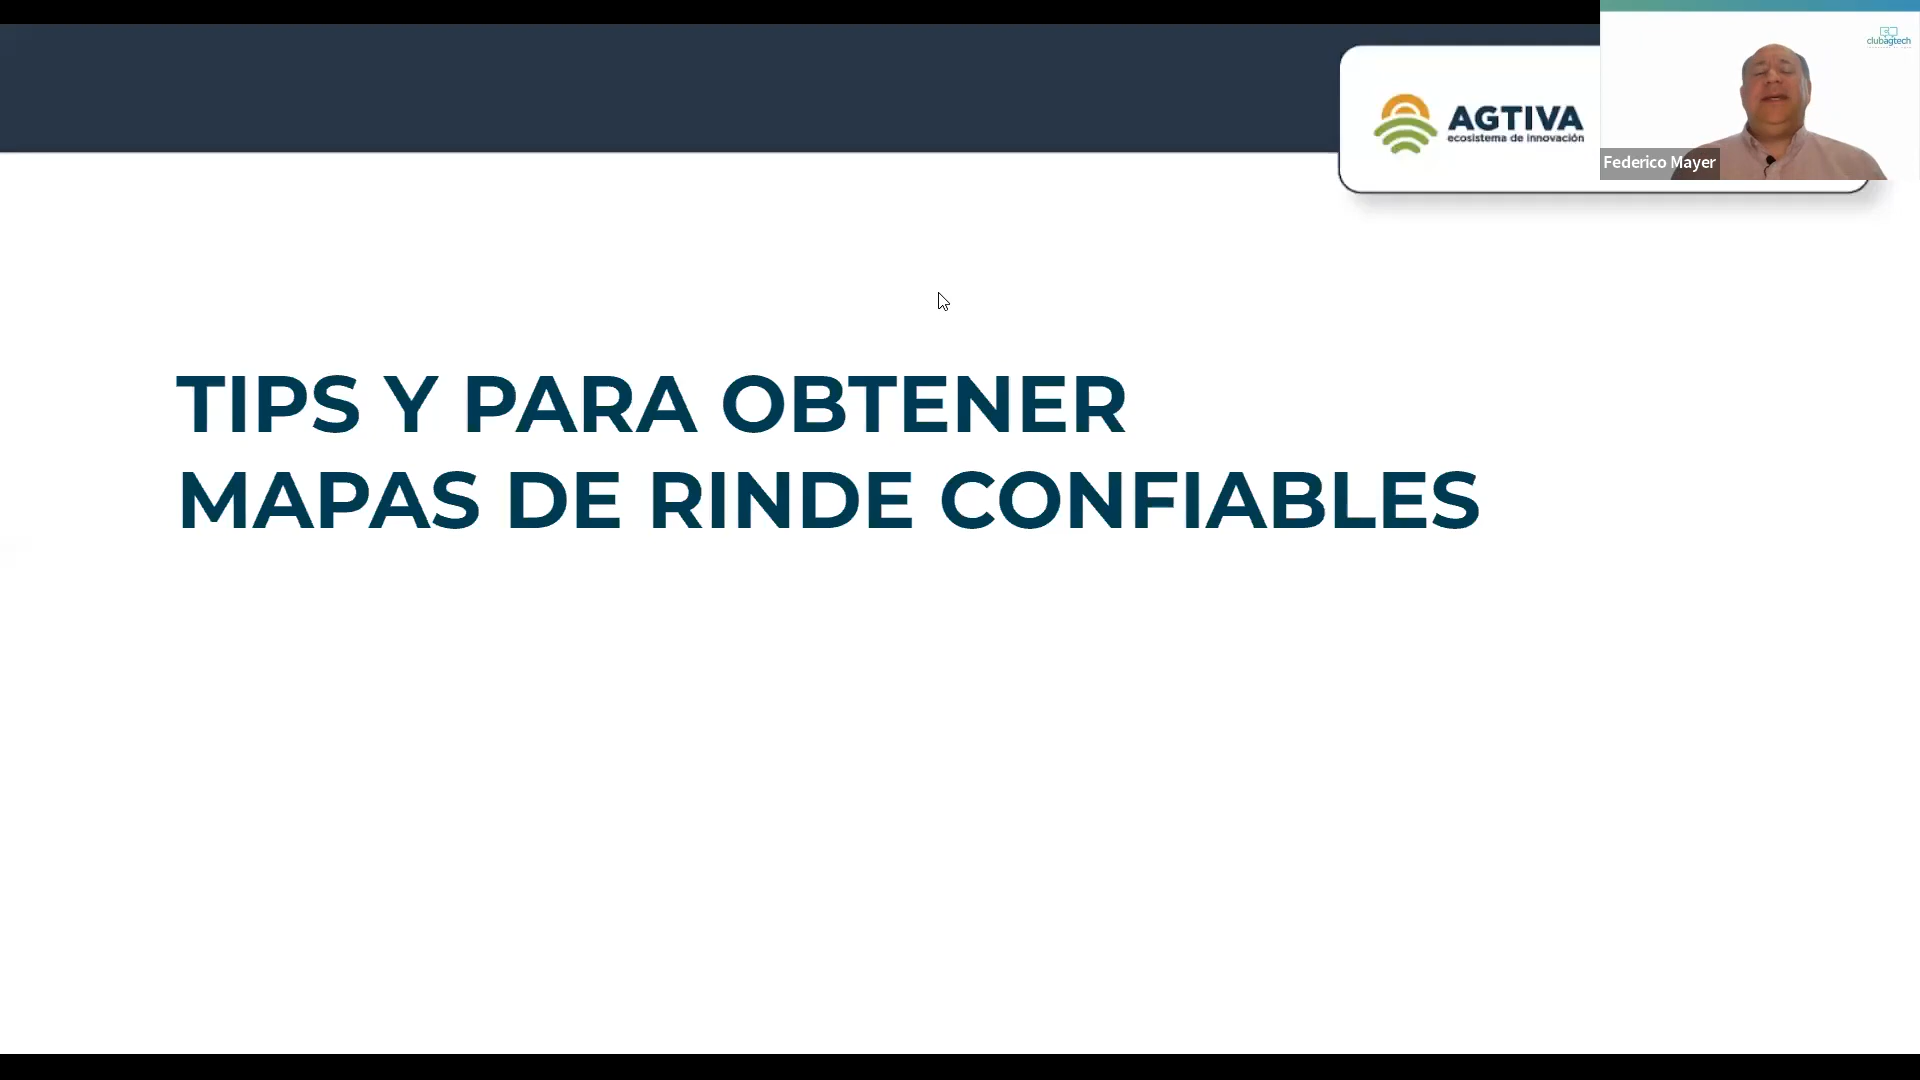 clubagtech
AGTIVA
ecosistema de innovación
Federico Mayer
TIPS Y PARA OBTENER
MAPAS DE RINDE CONFIABLES